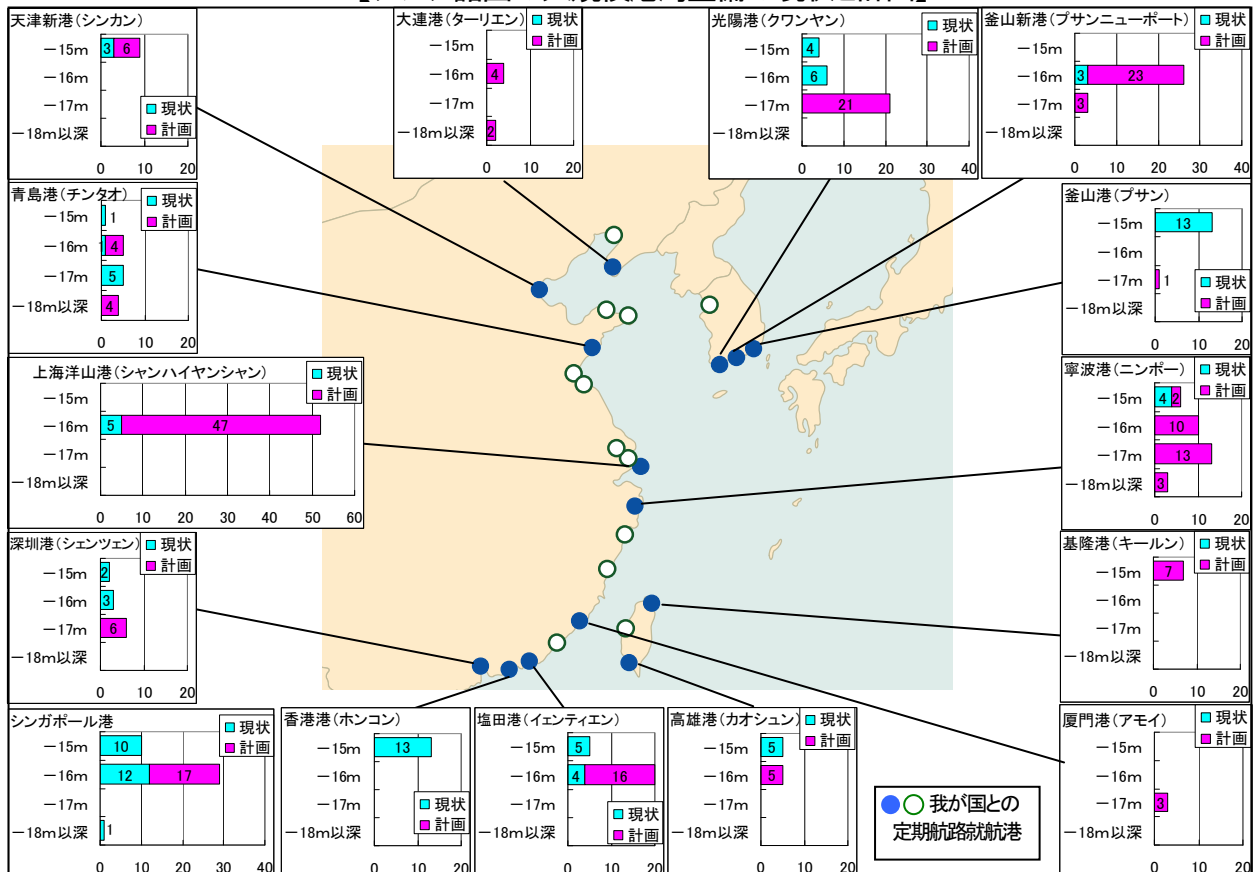 天津新港（シンカン）
■ 現状
■ 計画
－15m 3 6
－16m
－17m
－18m以深
0 10 20
大連港（ターリエン）
■ 現状
■ 計画
－15m
－16m 4
－17m
－18m以深 2
0 10 20
光陽港（クワンヤン）
■ 現状
■ 計画
－15m 4
－16m 6
－17m 21
－18m以深
0 10 20 30 40
釜山新港（プサンニューポート）
■ 現状
■ 計画
－15m
－16m 3 23
－17m 3
－18m以深
0 10 20 30 40
青島港（チンタオ）
■ 現状
■ 計画
－15m 1
－16m 1 4
－17m 5
－18m以深 4
0 10 20
釜山港（プサン）
－15m 13
－16m
－17m 1
－18m以深
■ 現状
■ 計画
0 10 20
上海洋山港（シャンハイヤンシャン）
■ 現状
■ 計画
－15m
－16m 5 47
－17m
－18m以深
0 10 20 30 40 50 60
寧波港（ニンポー）
■ 現状
■ 計画
－15m 4 2
－16m 10
－17m 13
－18m以深 3
0 10 20
深圳港（シェンツェン）
■ 現状
■ 計画
－15m 2
－16m 3
－17m 6
－18m以深
0 10 20
基隆港（キールン）
■ 現状
■ 計画
－15m 7
－16m
－17m
－18m以深
0 10 20
シンガポール港
■ 現状
■ 計画
－15m 10
－16m 12 17
－17m
－18m以深 1
0 10 20 30 40
香港港（ホンコン）
－15m 13
－16m
－17m
－18m以深
■ 現状
■ 計画
0 10 20
塩田港（イェンティエン）
－15m 5
－16m 4 16
－17m
－18m以深
■ 現状
■ 計画
0 10 20
高雄港（カオシュン）
■ 現状
■ 計画
－15m 5
－16m 5
－17m
－18m以深
0 10 20
●○ 我が国との
定期航路就航港
厦門港（アモイ）
■ 現状
■ 計画
－15m
－16m
－17m 3
－18m以深
0 10 20